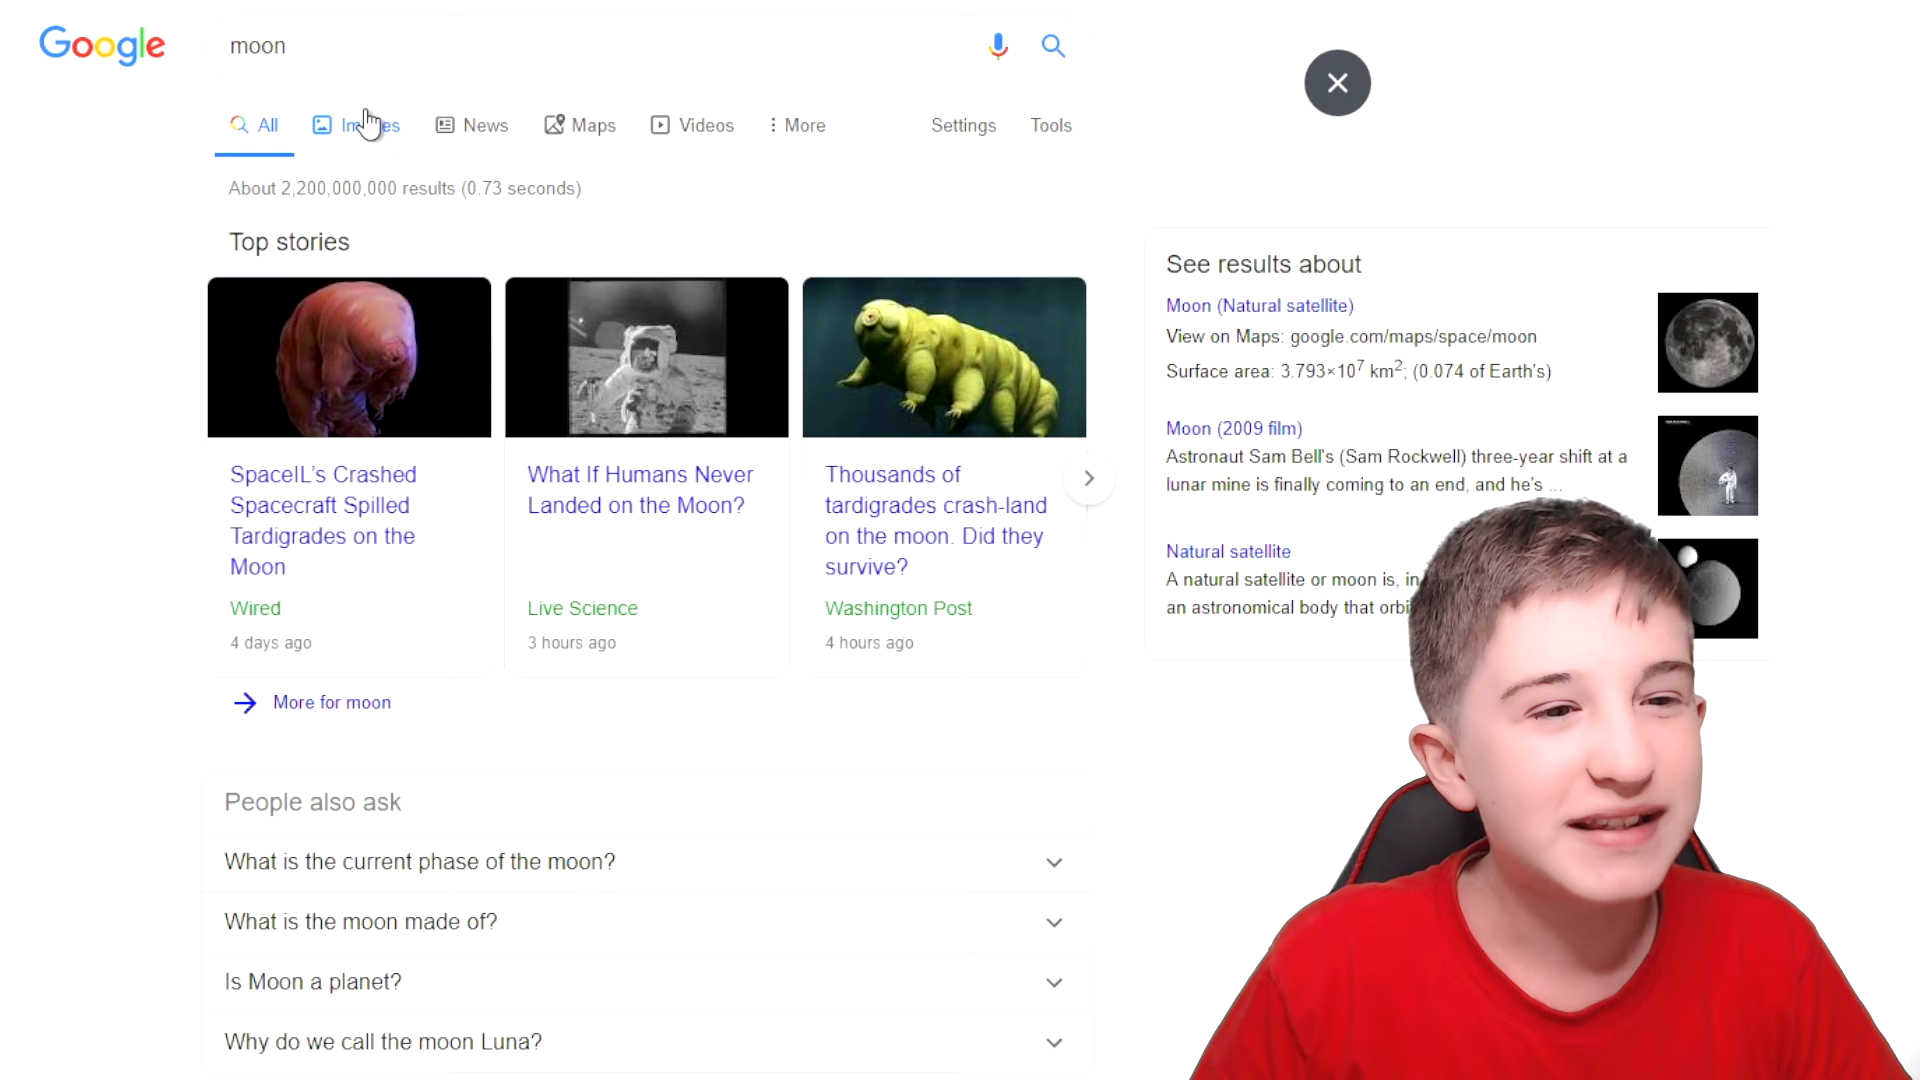 Google
moon
All
News
Maps
Videos
More
Settings
Tools
About 2,200,000,000 results (0.73 seconds)
Top stories
SpaceIL's Crashed
Spacecraft Spilled
Tardigrades on the
Moon
Wired
4 days ago
What If Humans Never
Landed on the Moon?
Live Science
3 hours ago
Thousands of
tardigrades crash-land
on the moon. Did they
survive?
Washington Post
4 hours ago
More for moon
People also ask
What is the current phase of the moon?
What is the moon made of?
Is Moon a planet?
Why do we call the moon Luna?
See results about
Moon (Natural satellite)
View on Maps: google.com/maps/space/moon
Surface area: 3.793×10⁷ km²; (0.074 of Earth's)
Moon (2009 film)
Astronaut Sam Bell's (Sam Rockwell) three-year shift at a
lunar mine is finally coming to an end, and he's ...
Natural satellite
A natural satellite or moon is, in
an astronomical body that